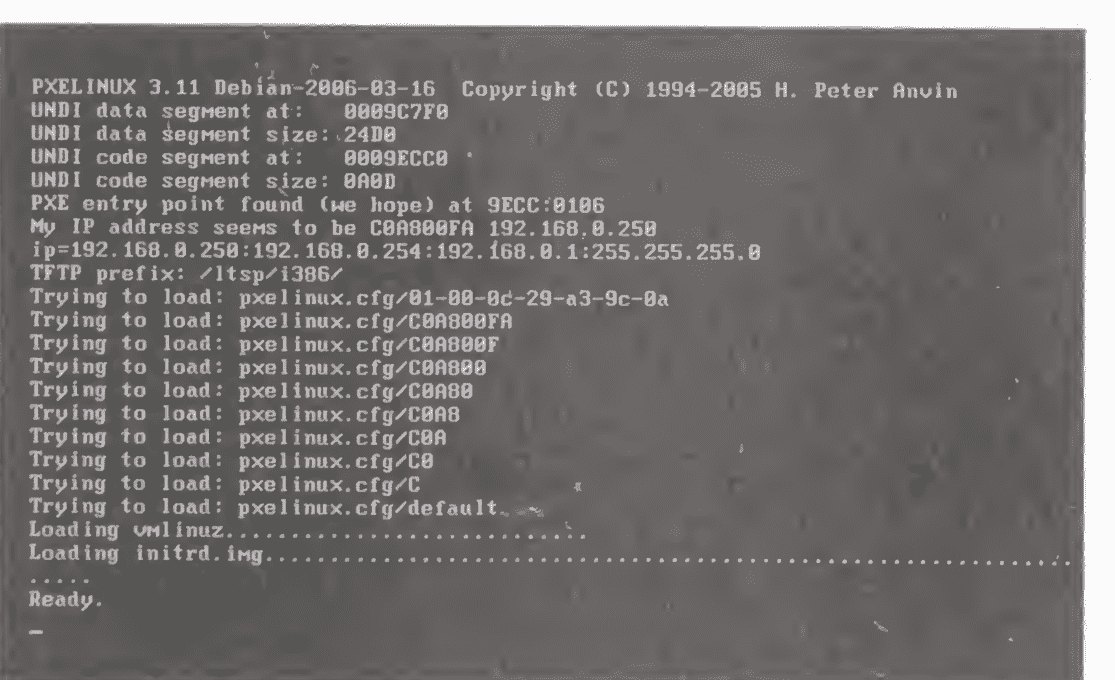 PXELINUX 3.11 Debian-2006-03-16  Copyright (C) 1994-2005 H. Peter Anvin
UNDI data segment at:   0009C7F0
UNDI data segment size: 24D0
UNDI code segment at:   0009ECC0
UNDI code segment size: 0A0D
PXE entry point found (we hope) at 9ECC:0106
My IP address seems to be C0A800FA 192.168.0.250
ip=192.168.0.250:192.168.0.254:192.168.0.1:255.255.255.0
TFTP prefix: /ltsp/i386/
Trying to load: pxelinux.cfg/01-00-0c-29-a3-9c-0a
Trying to load: pxelinux.cfg/C0A800FA
Trying to load: pxelinux.cfg/C0A800F
Trying to load: pxelinux.cfg/C0A800
Trying to load: pxelinux.cfg/C0A80
Trying to load: pxelinux.cfg/C0A8
Trying to load: pxelinux.cfg/C0A
Trying to load: pxelinux.cfg/C0
Trying to load: pxelinux.cfg/C
Trying to load: pxelinux.cfg/default
Loading vmlinuz............................
Loading initrd.img..............................................................
.....
Ready.